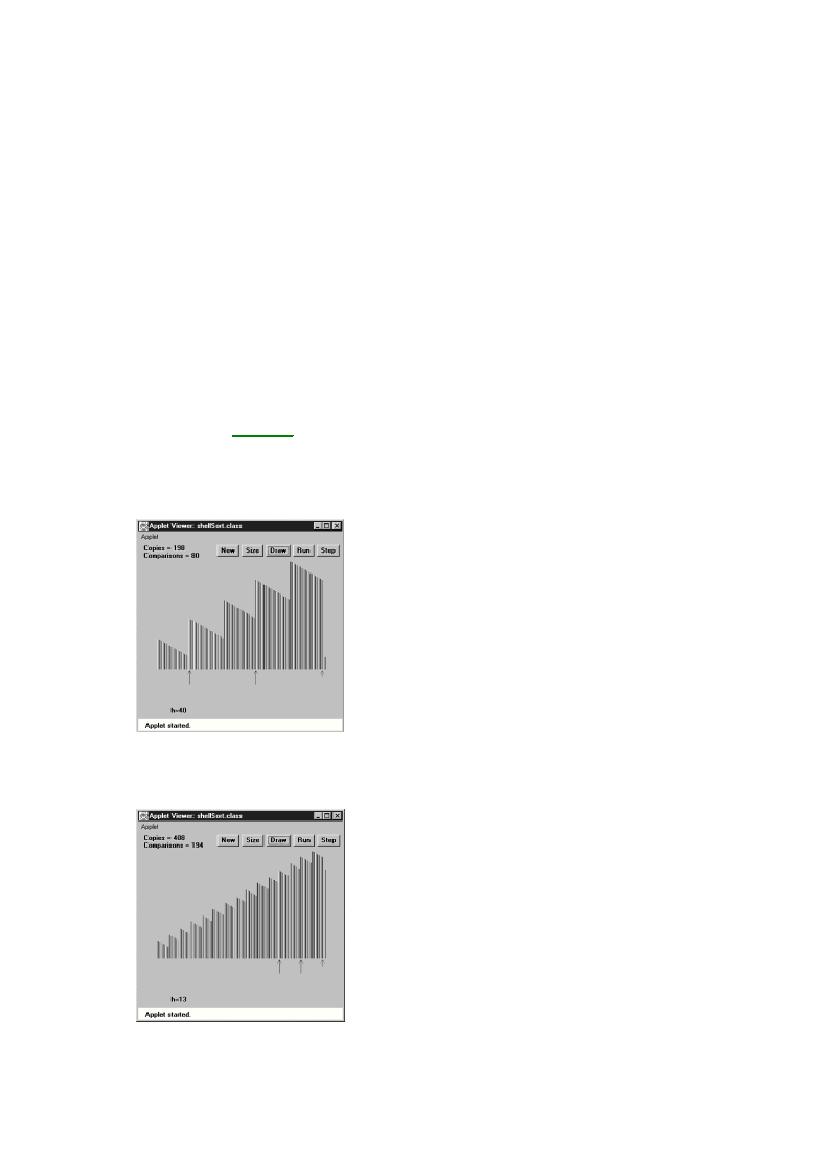 Applet Viewer: shellSort.class
Applet
Copies = 198
Comparisons = 80
New Size Draw Run Step
h=40
Applet started.
Applet Viewer: shellSort.class
Applet
Copies = 408
Comparisons = 194
New Size Draw Run Step
h=13
Applet started.